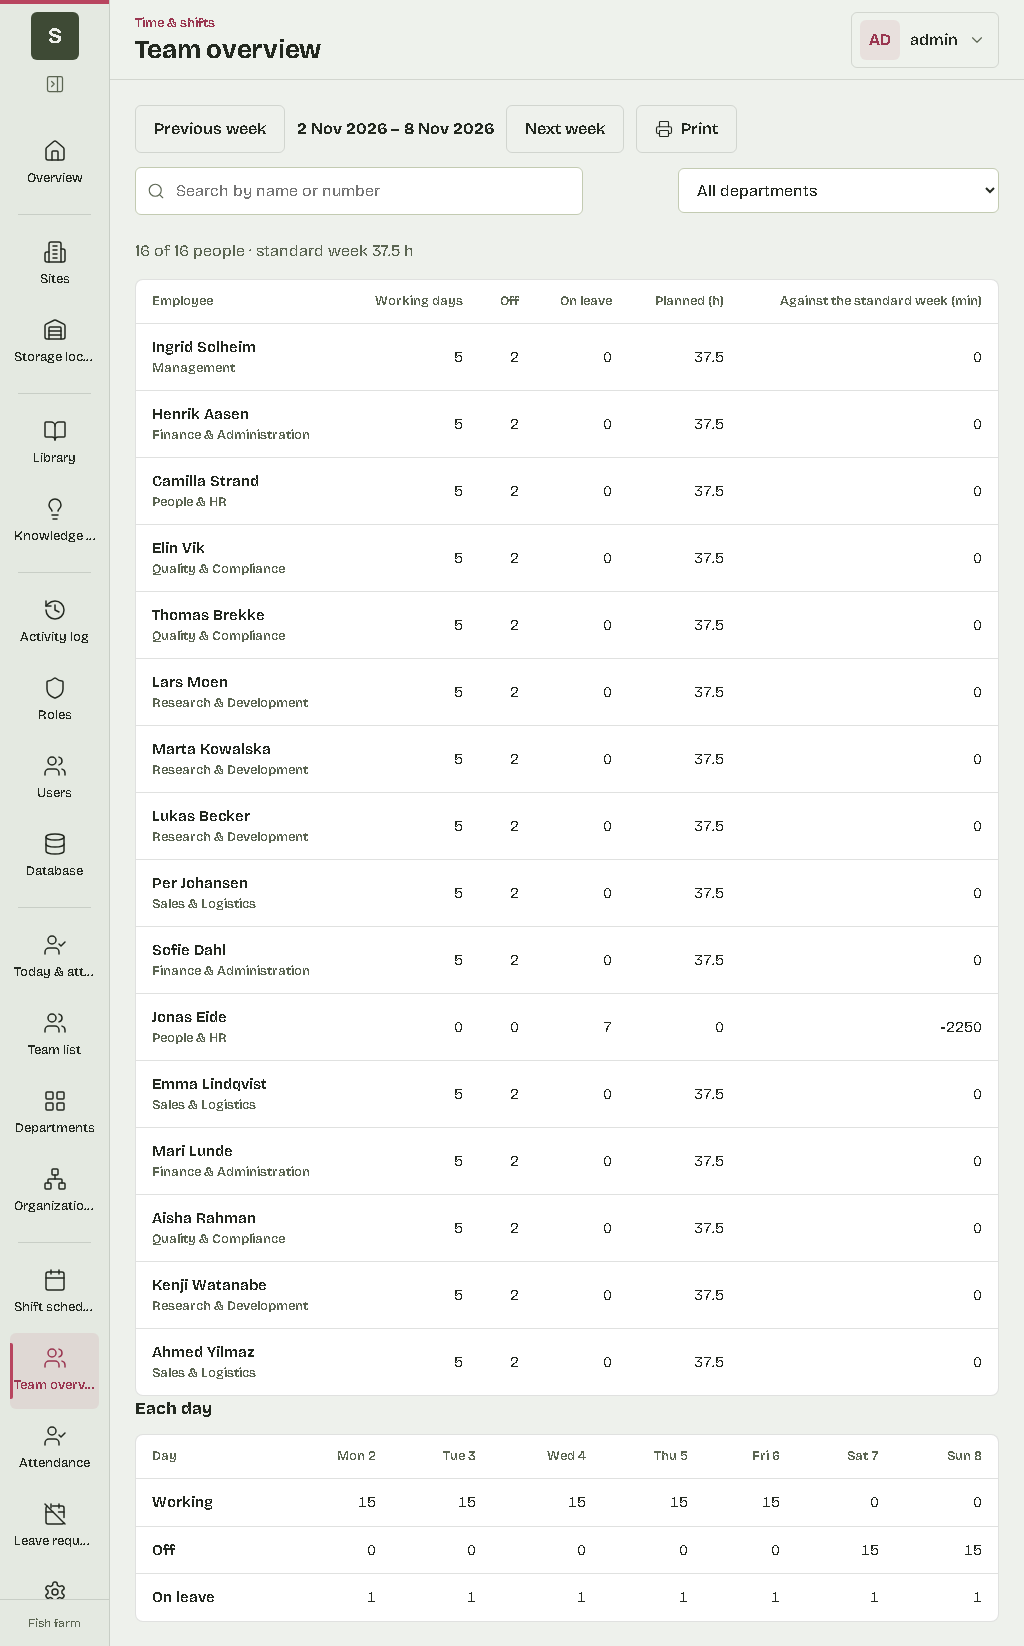 S
Time & shifts
Team overview
AD admin
Overview
Sites
Storage loc...
Library
Knowledge ...
Activity log
Roles
Users
Database
Today & att...
Team list
Departments
Organizatio...
Shift sched...
Team overv...
Attendance
Leave requ...
Fish farm
Previous week 2 Nov 2026 – 8 Nov 2026 Next week Print
Search by name or number All departments
16 of 16 people · standard week 37.5 h
Employee Working days Off On leave Planned (h) Against the standard week (min)
Ingrid Solheim
Management
5 2 0 37.5 0
Henrik Aasen
Finance & Administration
5 2 0 37.5 0
Camilla Strand
People & HR
5 2 0 37.5 0
Elin Vik
Quality & Compliance
5 2 0 37.5 0
Thomas Brekke
Quality & Compliance
5 2 0 37.5 0
Lars Moen
Research & Development
5 2 0 37.5 0
Marta Kowalska
Research & Development
5 2 0 37.5 0
Lukas Becker
Research & Development
5 2 0 37.5 0
Per Johansen
Sales & Logistics
5 2 0 37.5 0
Sofie Dahl
Finance & Administration
5 2 0 37.5 0
Jonas Eide
People & HR
0 0 7 0 -2250
Emma Lindqvist
Sales & Logistics
5 2 0 37.5 0
Mari Lunde
Finance & Administration
5 2 0 37.5 0
Aisha Rahman
Quality & Compliance
5 2 0 37.5 0
Kenji Watanabe
Research & Development
5 2 0 37.5 0
Ahmed Yilmaz
Sales & Logistics
5 2 0 37.5 0
Each day
Day Mon 2 Tue 3 Wed 4 Thu 5 Fri 6 Sat 7 Sun 8
Working 15 15 15 15 15 0 0
Off 0 0 0 0 0 15 15
On leave 1 1 1 1 1 1 1